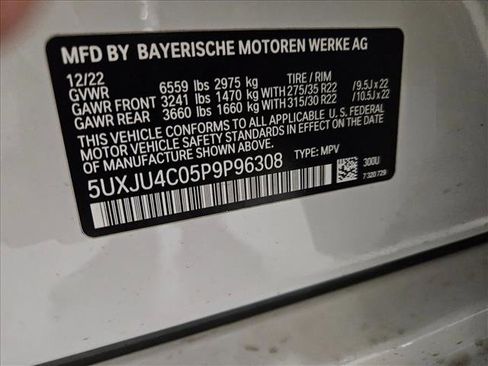 MFD BY BAYERISCHE MOTOREN WERKE AG
12/22
GVWR 6559 lbs 2975 kg TIRE / RIM
GAWR FRONT 3241 lbs 1470 kg WITH 275/35 R22 / 9.5J x 22
GAWR REAR 3660 lbs 1660 kg WITH 315/30 R22 / 10.5J x 22
THIS VEHICLE CONFORMS TO ALL APPLICABLE U.S. FEDERAL
MOTOR VEHICLE SAFETY STANDARDS IN EFFECT ON THE
DATE OF MANUFACTURE SHOWN ABOVE.
5UXJU4C05P9P96308 TYPE: MPV
300U
7 320 729